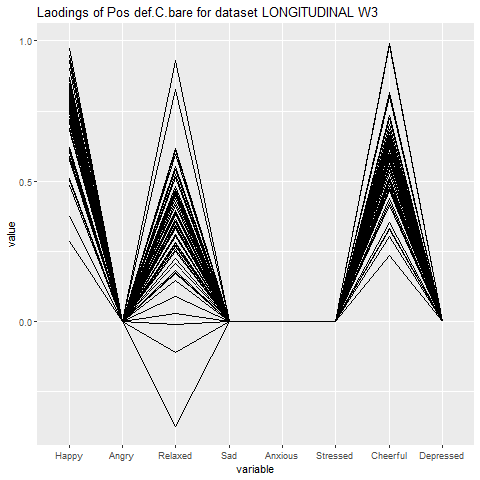 Laodings of Pos def.C.bare for dataset LONGITUDINAL W3
1.0
0.5
0.0
value
Happy Angry Relaxed Sad Anxious Stressed Cheerful Depressed
variable